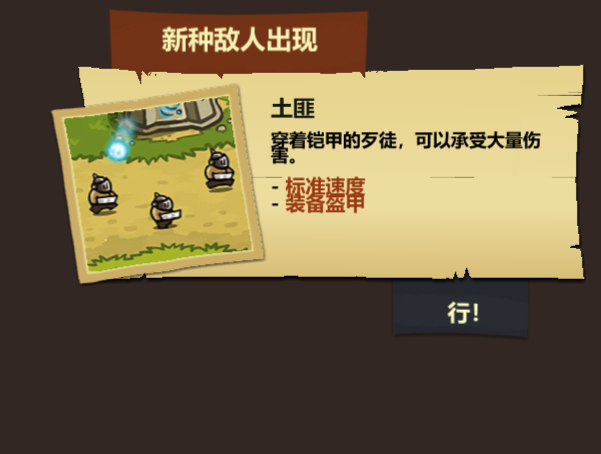 新种敌人出现
土匪
穿着铠甲的歹徒，可以承受大量伤
害。
- 标准速度
- 装备盔甲
行！